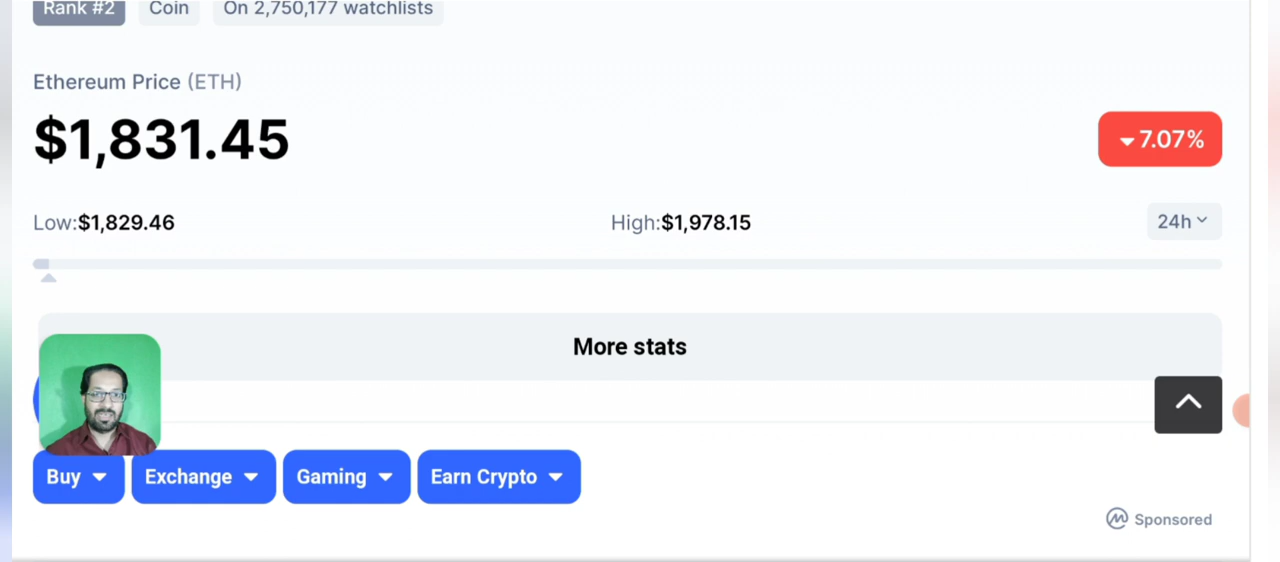 Rank #2 Coin On 2,750,177 watchlists
Ethereum Price (ETH)
$1,831.45 7.07%
Low:$1,829.46 High:$1,978.15 24h
More stats
Buy Exchange Gaming Earn Crypto
Sponsored